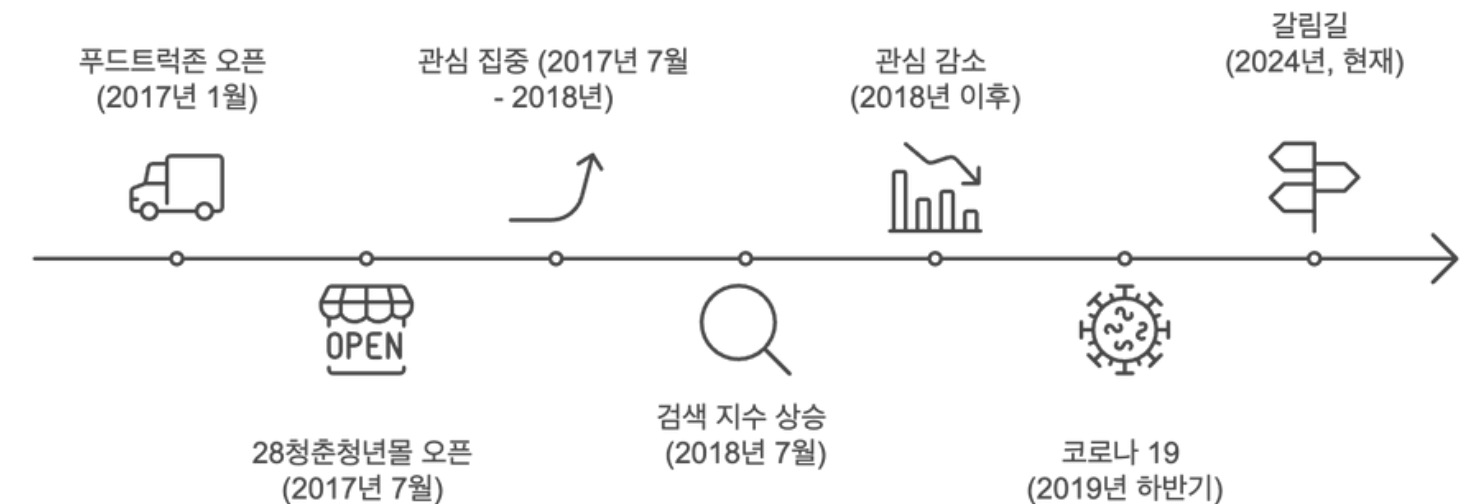 푸드트럭존 오픈
(2017년 1월)
OPEN
28청춘청년몰 오픈
(2017년 7월)
관심 집중 (2017년 7월
- 2018년)
검색 지수 상승
(2018년 7월)
관심 감소
(2018년 이후)
코로나 19
(2019년 하반기)
갈림길
(2024년, 현재)